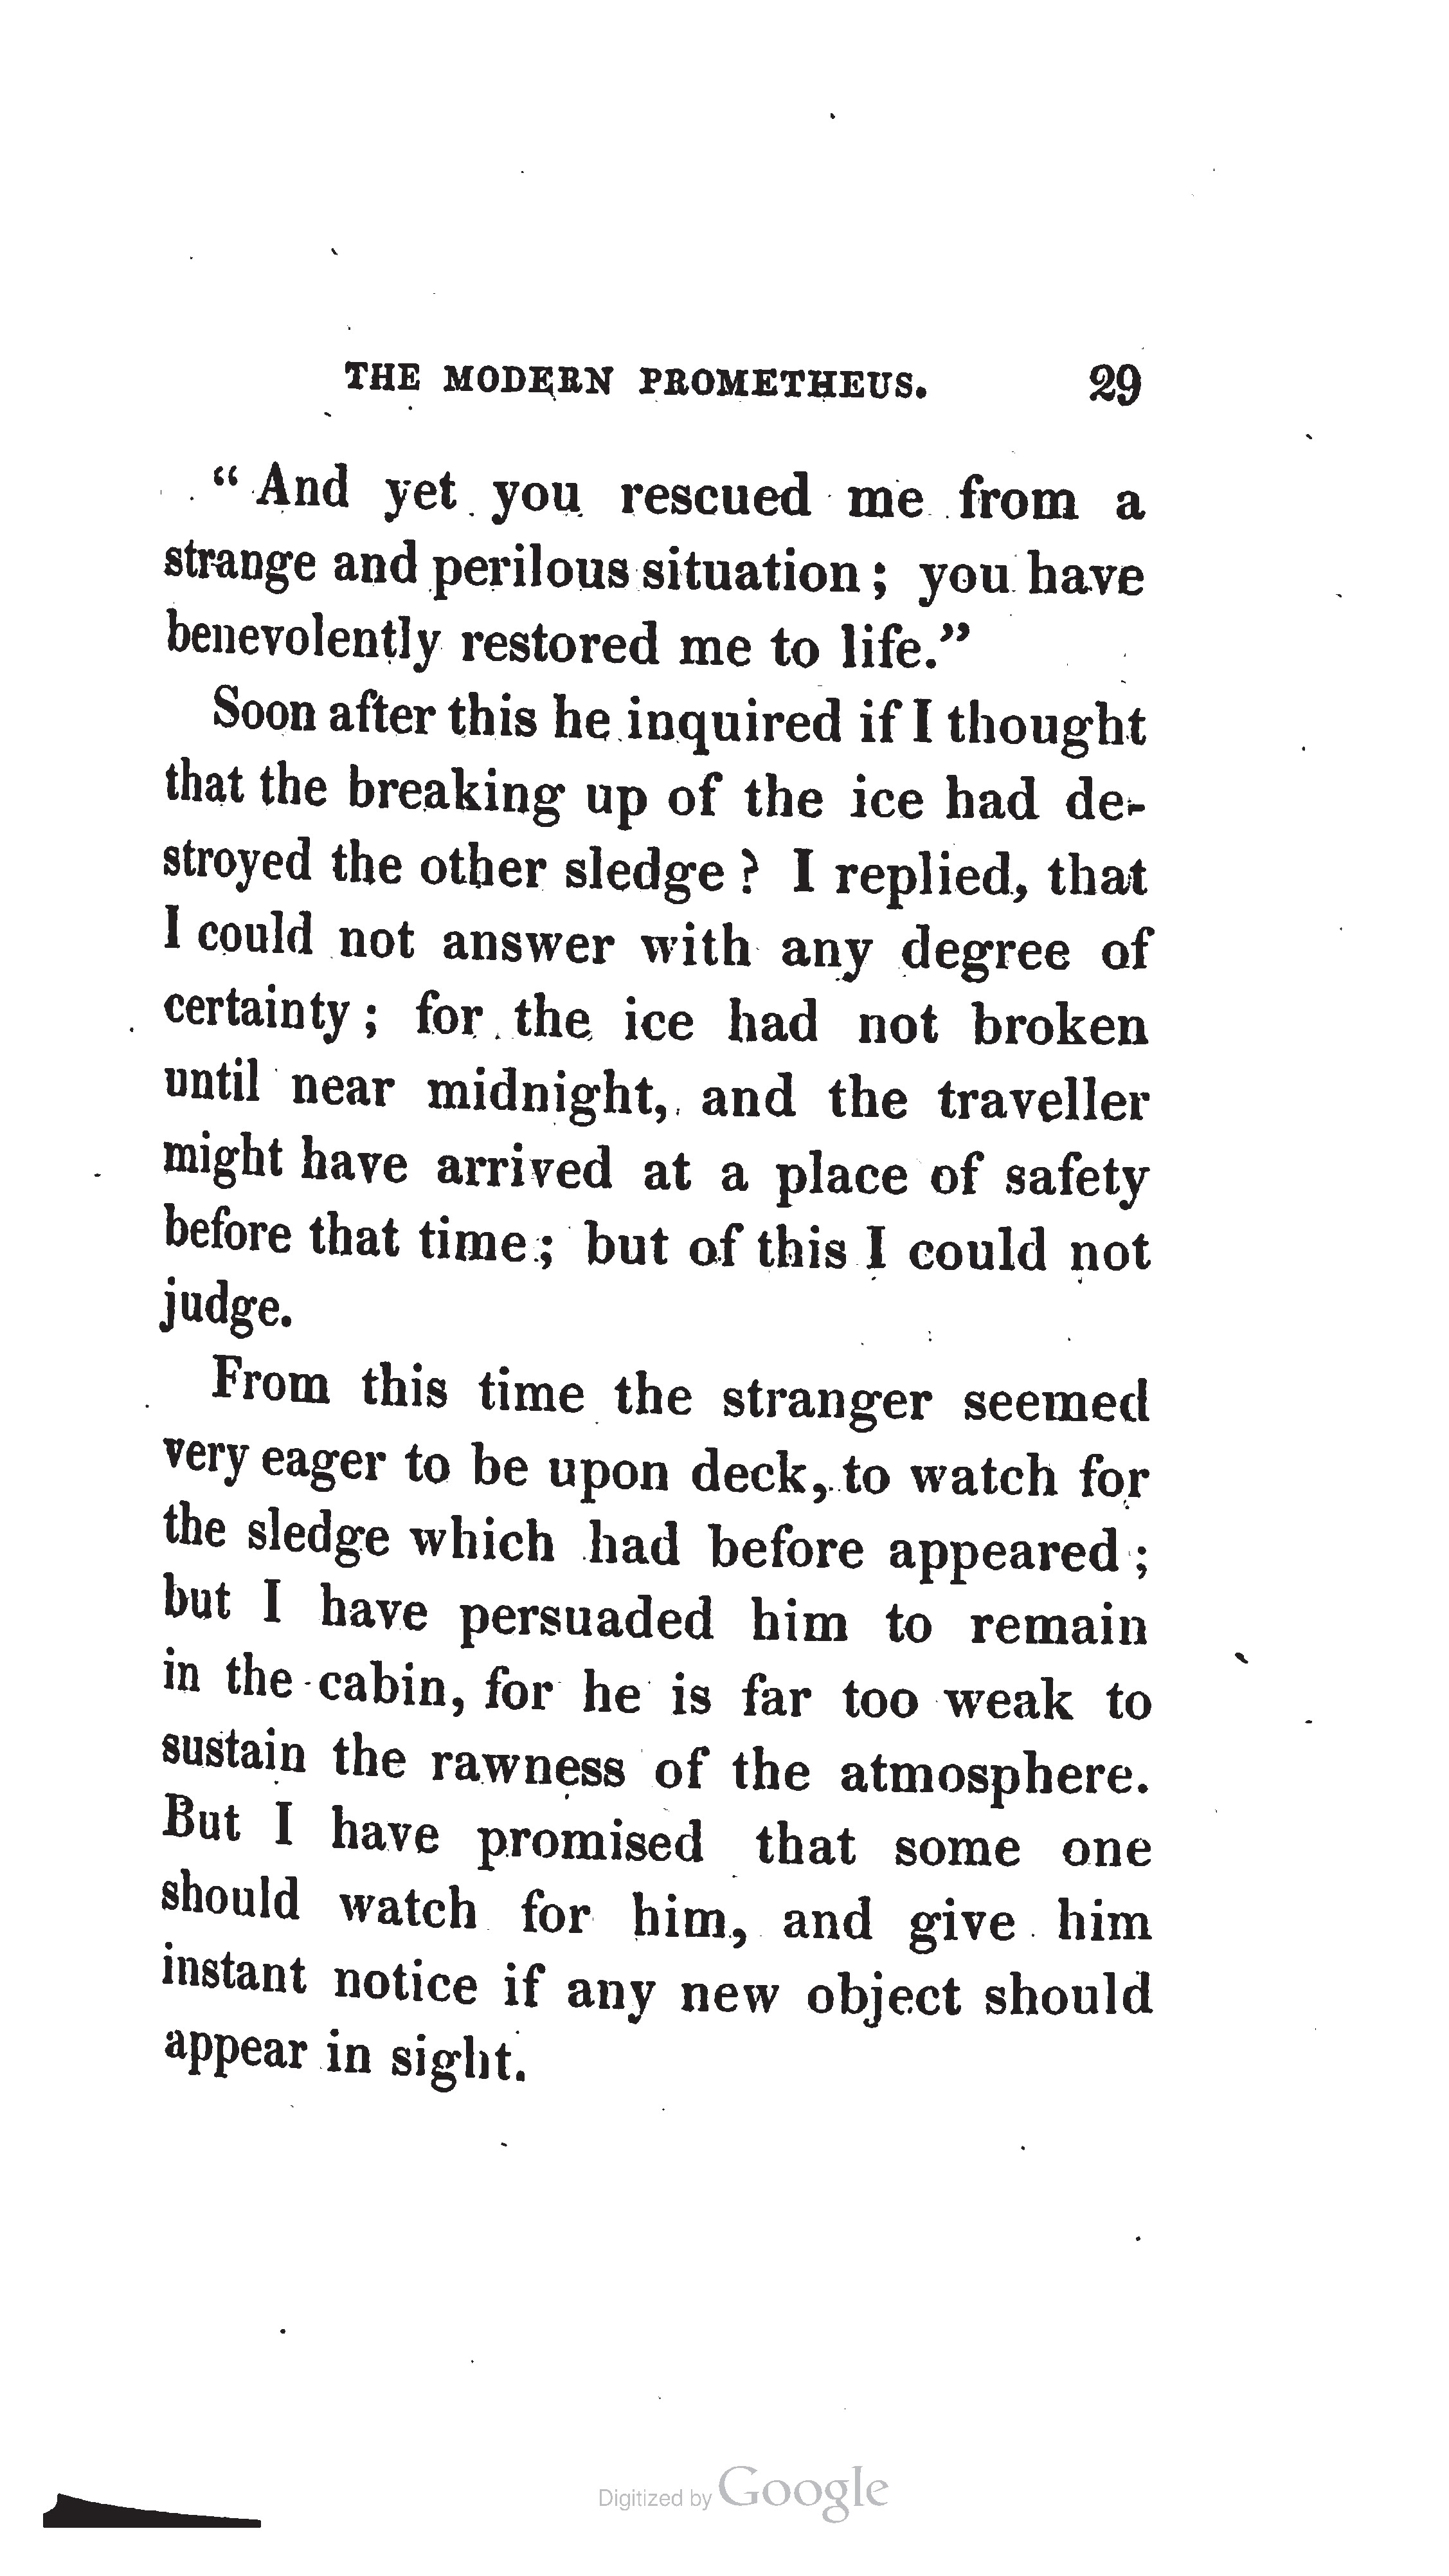 THE MODERN PROMETHEUS. 29
“ And yet you rescued me from a
strange and perilous situation ; you have
benevolently restored me to life.”
Soon after this he inquired if I thought
that the breaking up of the ice had de-
stroyed the other sledge ? I replied, that
I could not answer with any degree of
certainty ; for the ice had not broken
until near midnight, and the traveller
might have arrived at a place of safety
before that time ; but of this I could not
judge.
From this time the stranger seemed
very eager to be upon deck, to watch for
the sledge which had before appeared ;
but I have persuaded him to remain
in the cabin, for he is far too weak to
sustain the rawness of the atmosphere.
But I have promised that some one
should watch for him, and give him
instant notice if any new object should
appear in sight.
Digitized by Google